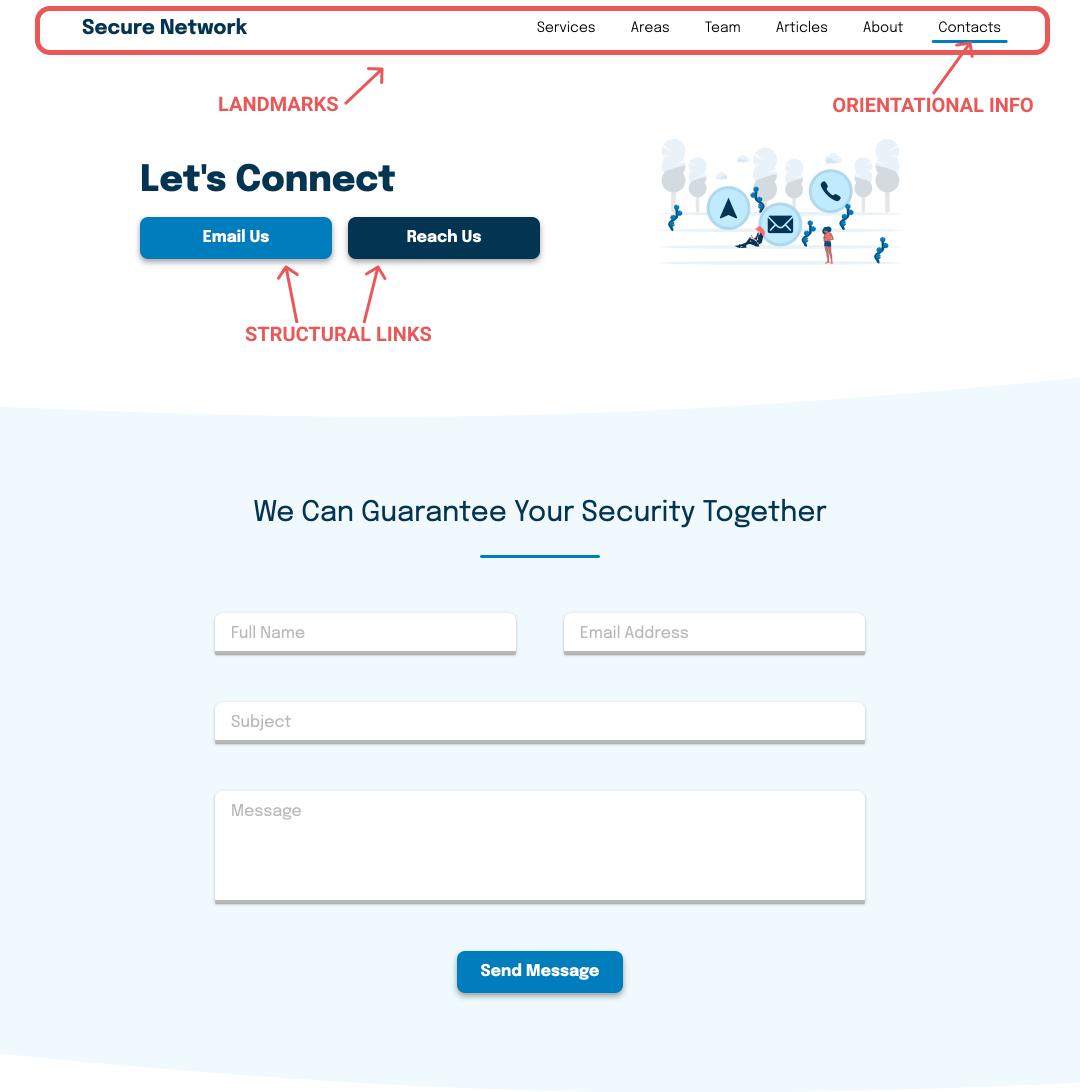 Secure Network Services Areas Team Articles About Contacts
LANDMARKS
ORIENTATIONAL INFO
Let's Connect
Email Us Reach Us
STRUCTURAL LINKS
We Can Guarantee Your Security Together
Full Name Email Address
Subject
Message
Send Message